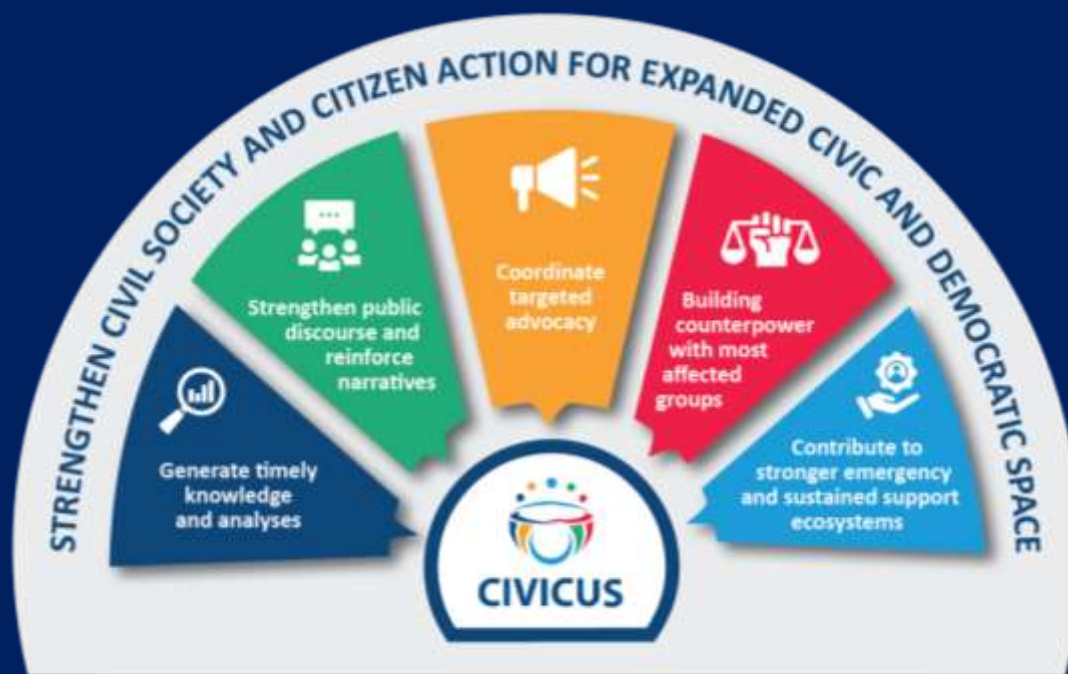 STRENGTHEN CIVIL SOCIETY AND CITIZEN ACTION FOR EXPANDED CIVIC AND DEMOCRATIC SPACE
Generate timely
knowledge
and analyses
Strengthen public
discourse and
reinforce
narratives
Coordinate
targeted
advocacy
Building
counterpower
with most
affected
groups
Contribute to
stronger emergency
and sustained support
ecosystems
CIVICUS